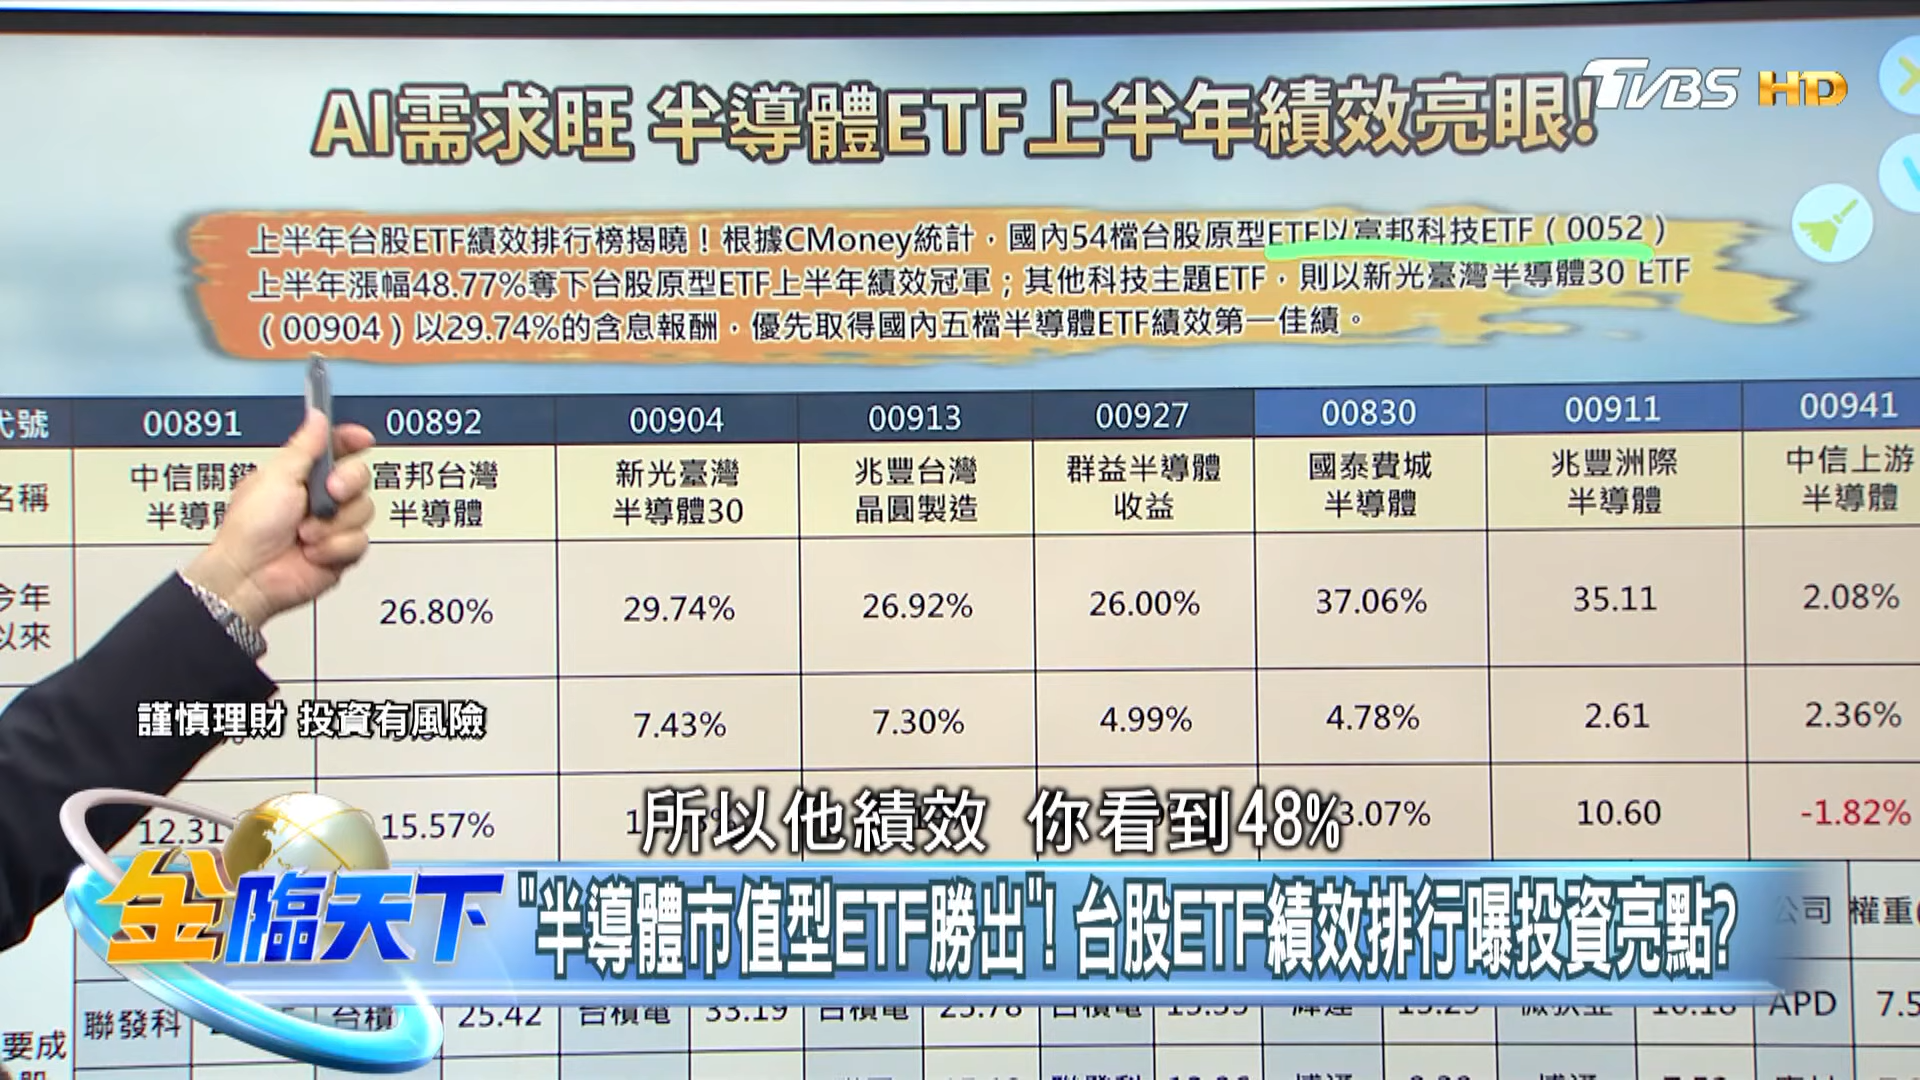 TVBS HD
AI需求旺 半導體ETF上半年績效亮眼!
上半年台股ETF績效排行榜揭曉！根據CMoney統計，國內54檔台股原型ETF以富邦科技ETF（0052）
上半年漲幅48.77%奪下台股原型ETF上半年績效冠軍；其他科技主題ETF，則以新光臺灣半導體30 ETF
（00904）以29.74%的含息報酬，優先取得國內五檔半導體ETF績效第一佳績。
代號 00891 00892 00904 00913 00927 00830 00911 00941
名稱 中信關鍵 富邦台灣 新光臺灣 兆豐台灣 群益半導體 國泰費城 兆豐洲際 中信上游
半導體 半導體 半導體30 晶圓製造 收益 半導體 半導體 半導體
今年
以來
26.80% 29.74% 26.92% 26.00% 37.06% 35.11 2.08%
謹慎理財 投資有風險
7.43% 7.30% 4.99% 4.78% 2.61 2.36%
12.31 15.57% 3.07% 10.60 -1.82%
所以他績效 你看到48%
金臨天下
"半導體市值型ETF勝出"! 台股ETF績效排行曝投資亮點?
公司 權重
要成
聯發科 台積 25.42 台積電 33.19 台積電 25.78 台積電 15.55 輝達 APD 7.5